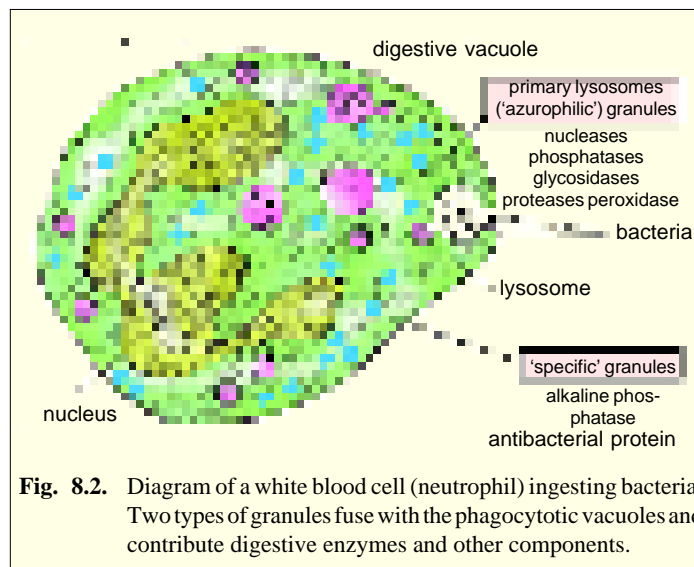 digestive vacuole
primary lysosomes
(‘azurophilic’) granules
nucleases
phosphatases
glycosidases
proteases peroxidase
bacteria
lysosome
‘specific’ granules
alkaline phos-
phatase
antibacterial protein
nucleus
Fig. 8.2. Diagram of a white blood cell (neutrophil) ingesting bacteria
Two types of granules fuse with the phagocytotic vacuoles and
contribute digestive enzymes and other components.